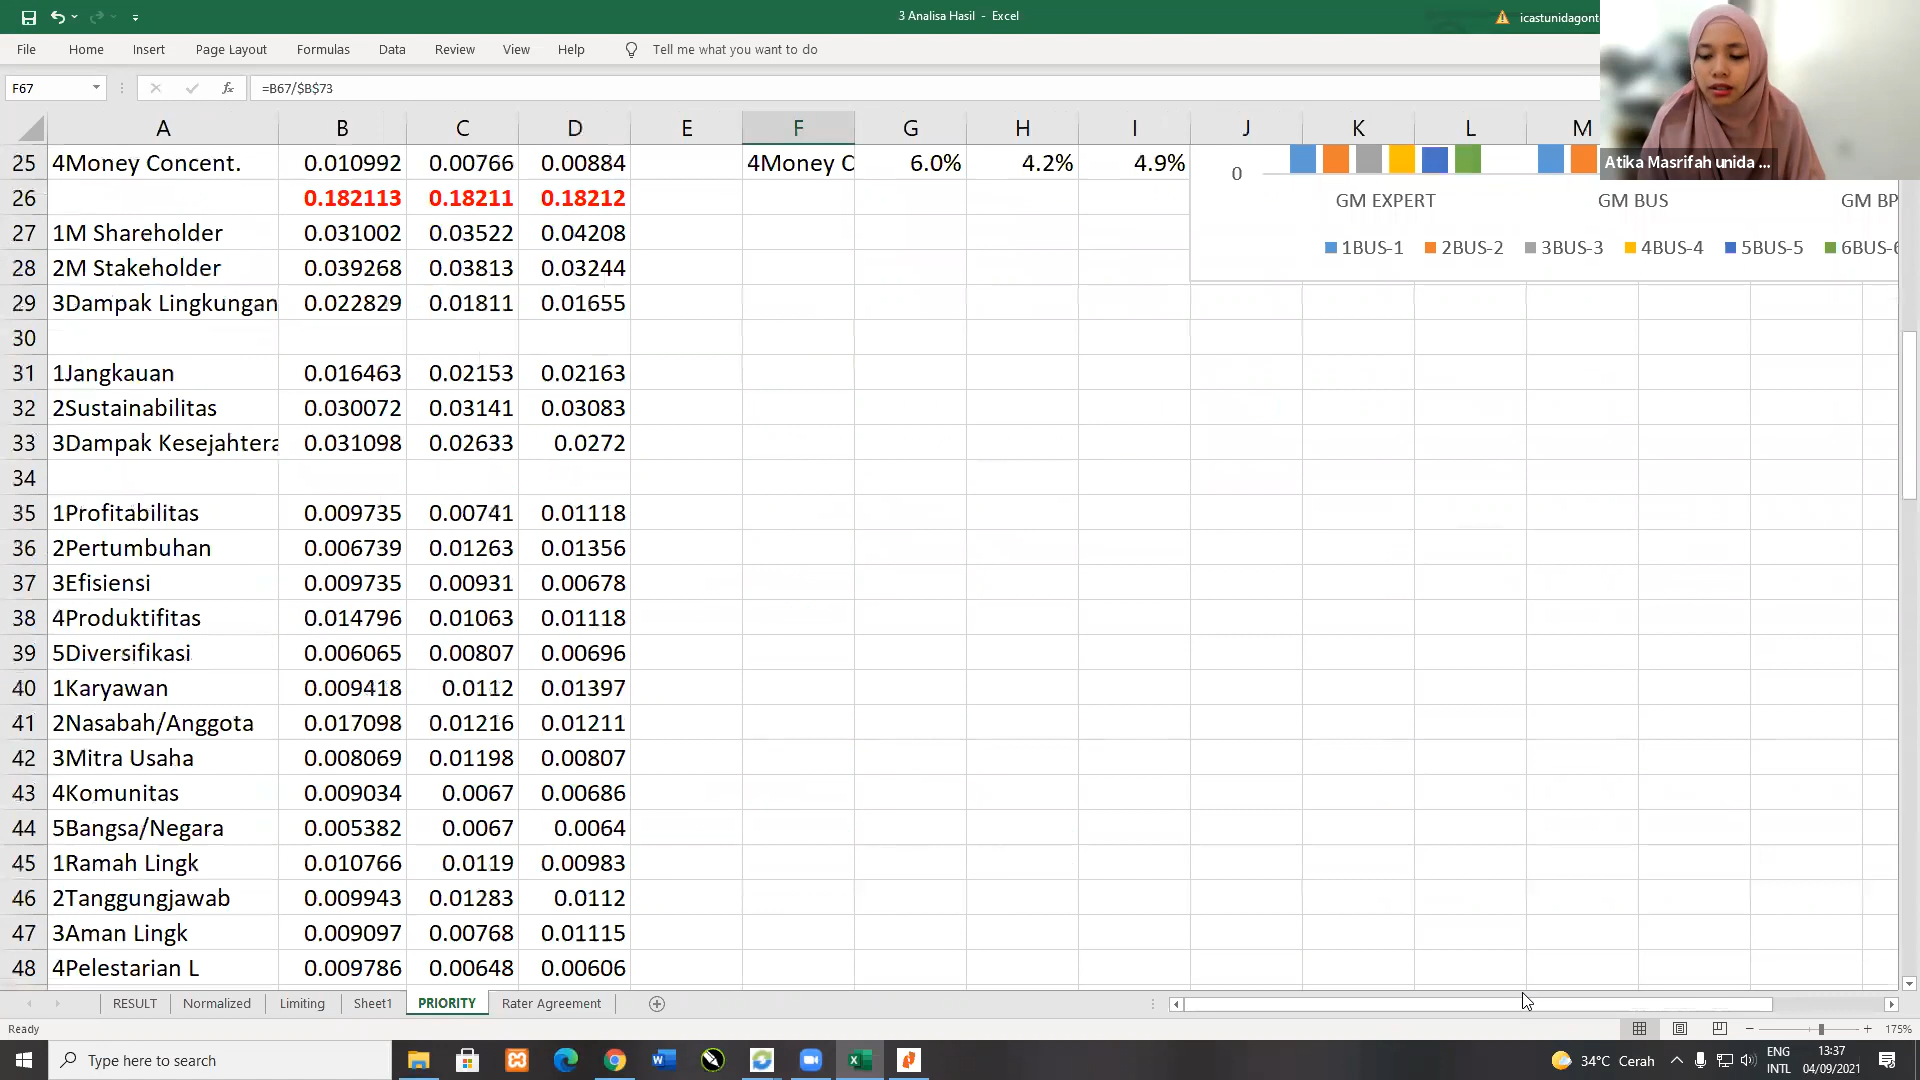 3 Analisa Hasil - Excel
icastunidagont
File Home Insert Page Layout Formulas Data Review View Help Tell me what you want to do
F67 fx =B67/$B$73
Atika Masrifah unida ...
A B C D E F G H I J K L M
25 4Money Concent. 0.010992 0.00766 0.00884 4Money C 6.0% 4.2% 4.9%
0
26 0.182113 0.18211 0.18212
GM EXPERT GM BUS GM BP
27 1M Shareholder 0.031002 0.03522 0.04208
1BUS-1 2BUS-2 3BUS-3 4BUS-4 5BUS-5 6BUS-6
28 2M Stakeholder 0.039268 0.03813 0.03244
29 3Dampak Lingkungan 0.022829 0.01811 0.01655
30
31 1Jangkauan 0.016463 0.02153 0.02163
32 2Sustainabilitas 0.030072 0.03141 0.03083
33 3Dampak Kesejahtera 0.031098 0.02633 0.0272
34
35 1Profitabilitas 0.009735 0.00741 0.01118
36 2Pertumbuhan 0.006739 0.01263 0.01356
37 3Efisiensi 0.009735 0.00931 0.00678
38 4Produktifitas 0.014796 0.01063 0.01118
39 5Diversifikasi 0.006065 0.00807 0.00696
40 1Karyawan 0.009418 0.0112 0.01397
41 2Nasabah/Anggota 0.017098 0.01216 0.01211
42 3Mitra Usaha 0.008069 0.01198 0.00807
43 4Komunitas 0.009034 0.0067 0.00686
44 5Bangsa/Negara 0.005382 0.0067 0.0064
45 1Ramah Lingk 0.010766 0.0119 0.00983
46 2Tanggungjawab 0.009943 0.01283 0.0112
47 3Aman Lingk 0.009097 0.00768 0.01115
48 4Pelestarian L 0.009786 0.00648 0.00606
RESULT Normalized Limiting Sheet1 PRIORITY Rater Agreement
Ready 175%
Type here to search
34°C Cerah ENG INTL 13:37 04/09/2021